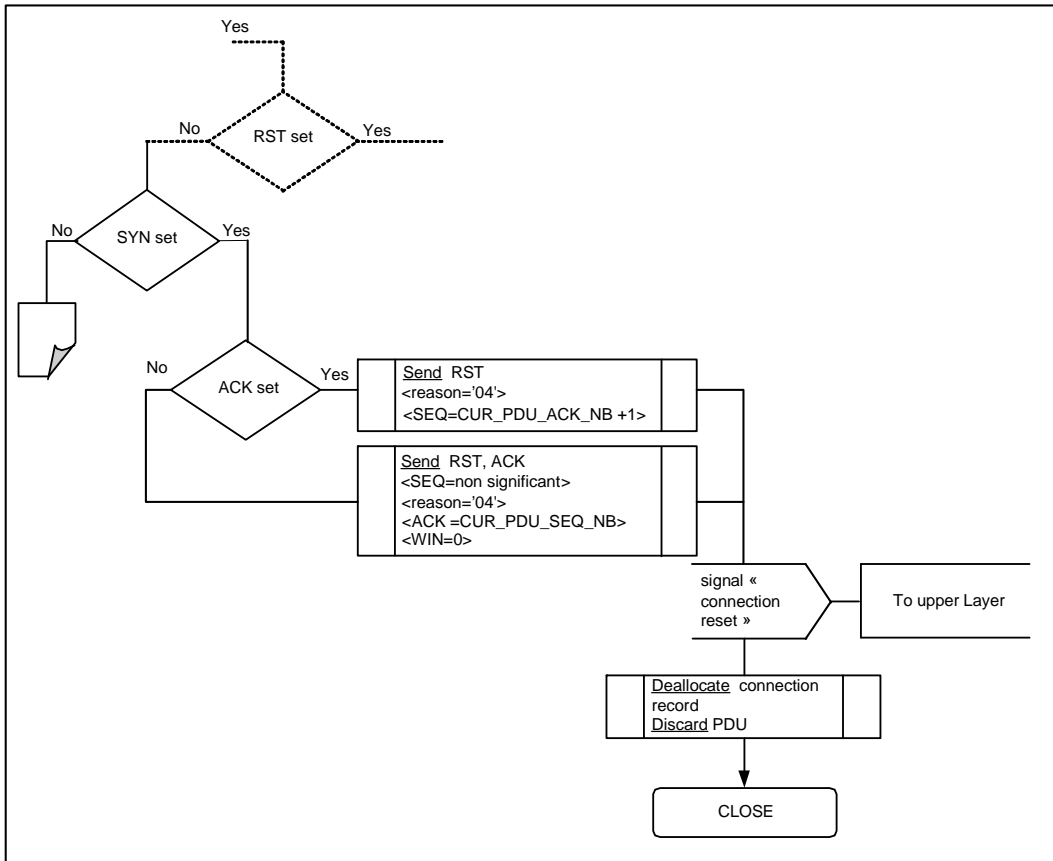 Yes
No
RST set
Yes
No
SYN set
Yes
No
ACK set
Yes
Send RST
<reason='04'>
<SEQ=CUR_PDU_ACK_NB +1>
Send RST, ACK
<SEQ=non significant>
<reason='04'>
<ACK =CUR_PDU_SEQ_NB>
<WIN=0>
signal «
connection
reset »
To upper Layer
Deallocate connection
record
Discard PDU
CLOSE